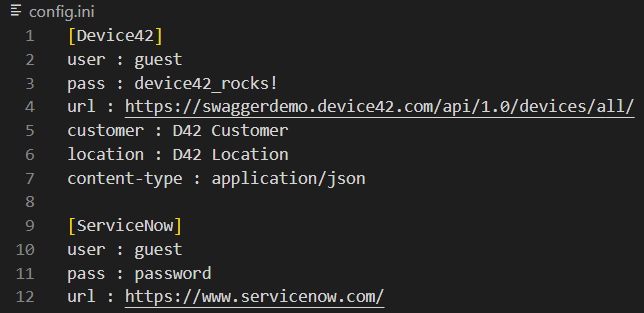 config.ini
1 [Device42]
2 user : guest
3 pass : device42_rocks!
4 url : https://swaggerdemo.device42.com/api/1.0/devices/all/
5 customer : D42 Customer
6 location : D42 Location
7 content-type : application/json
8
9 [ServiceNow]
10 user : guest
11 pass : password
12 url : https://www.servicenow.com/